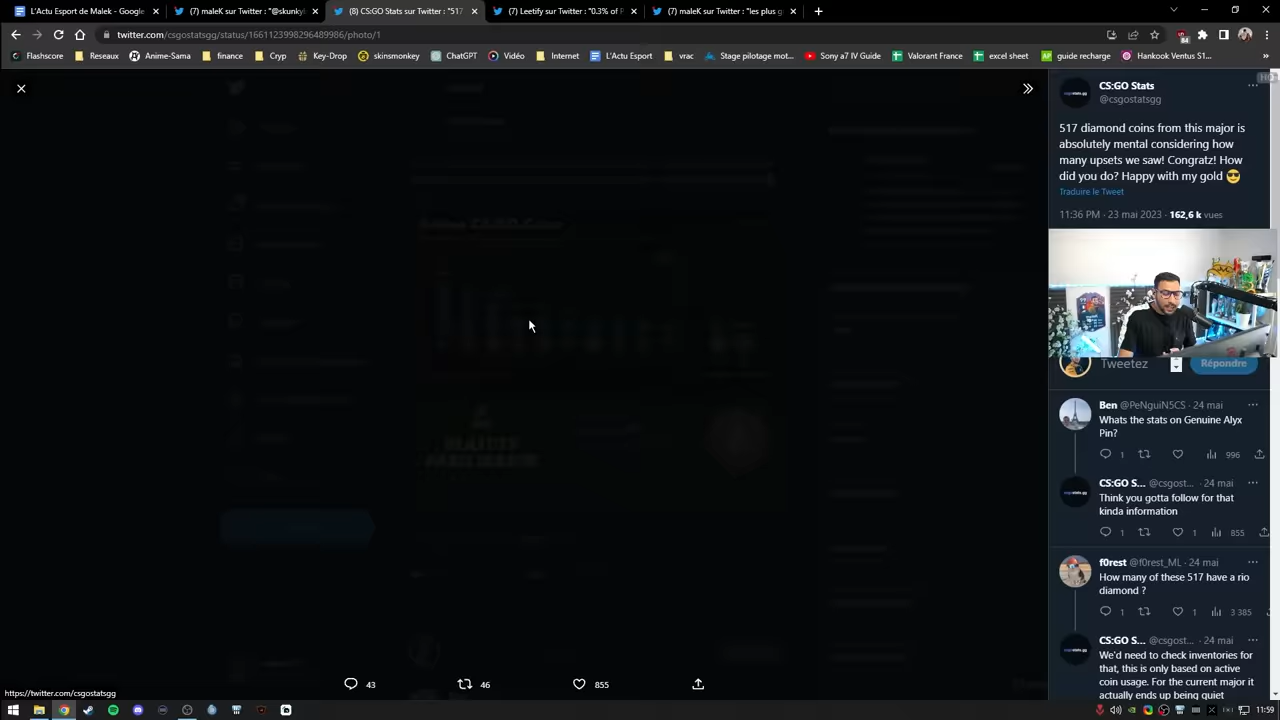 L'Actu Esport de Malek - Google
(7) maleK sur Twitter : "@skunky
(8) CS:GO Stats sur Twitter : "517
(7) Leetify sur Twitter : "0.3% of P
(7) maleK sur Twitter : "les plus g
twitter.com/csgostatsgg/status/1661123998296489986/photo/1
Flashscore
Reseaux
Anime-Sama
finance
Cryp
Key-Drop
skinsmonkey
ChatGPT
Vidéo
Internet
L'Actu Esport
vrac
Stage pilotage mot...
Sony a7 IV Guide
Valorant France
excel sheet
guide recharge
Hankook Ventus S1...
CS:GO Stats
@csgostatsgg
517 diamond coins from this major is
absolutely mental considering how
many upsets we saw! Congratz! How
did you do? Happy with my gold 😎
Traduire le Tweet
11:36 PM · 23 mai 2023 · 162,6 k vues
Tweetez
Répondre
Ben @PeNguiN5CS · 24 mai
Whats the stats on Genuine Alyx
Pin?
1 996
CS:GO S... @csgost... · 24 mai
Think you gotta follow for that
kinda information
1 1 855
f0rest @f0rest_ML · 24 mai
How many of these 517 have a rio
diamond ?
1 1 3 385
CS:GO S... @csgost... · 24 mai
We'd need to check inventories for
that, this is only based on active
coin usage. For the current major it
actually ends up being quiet
43 46 855
https://twitter.com/csgostatsgg
11:59